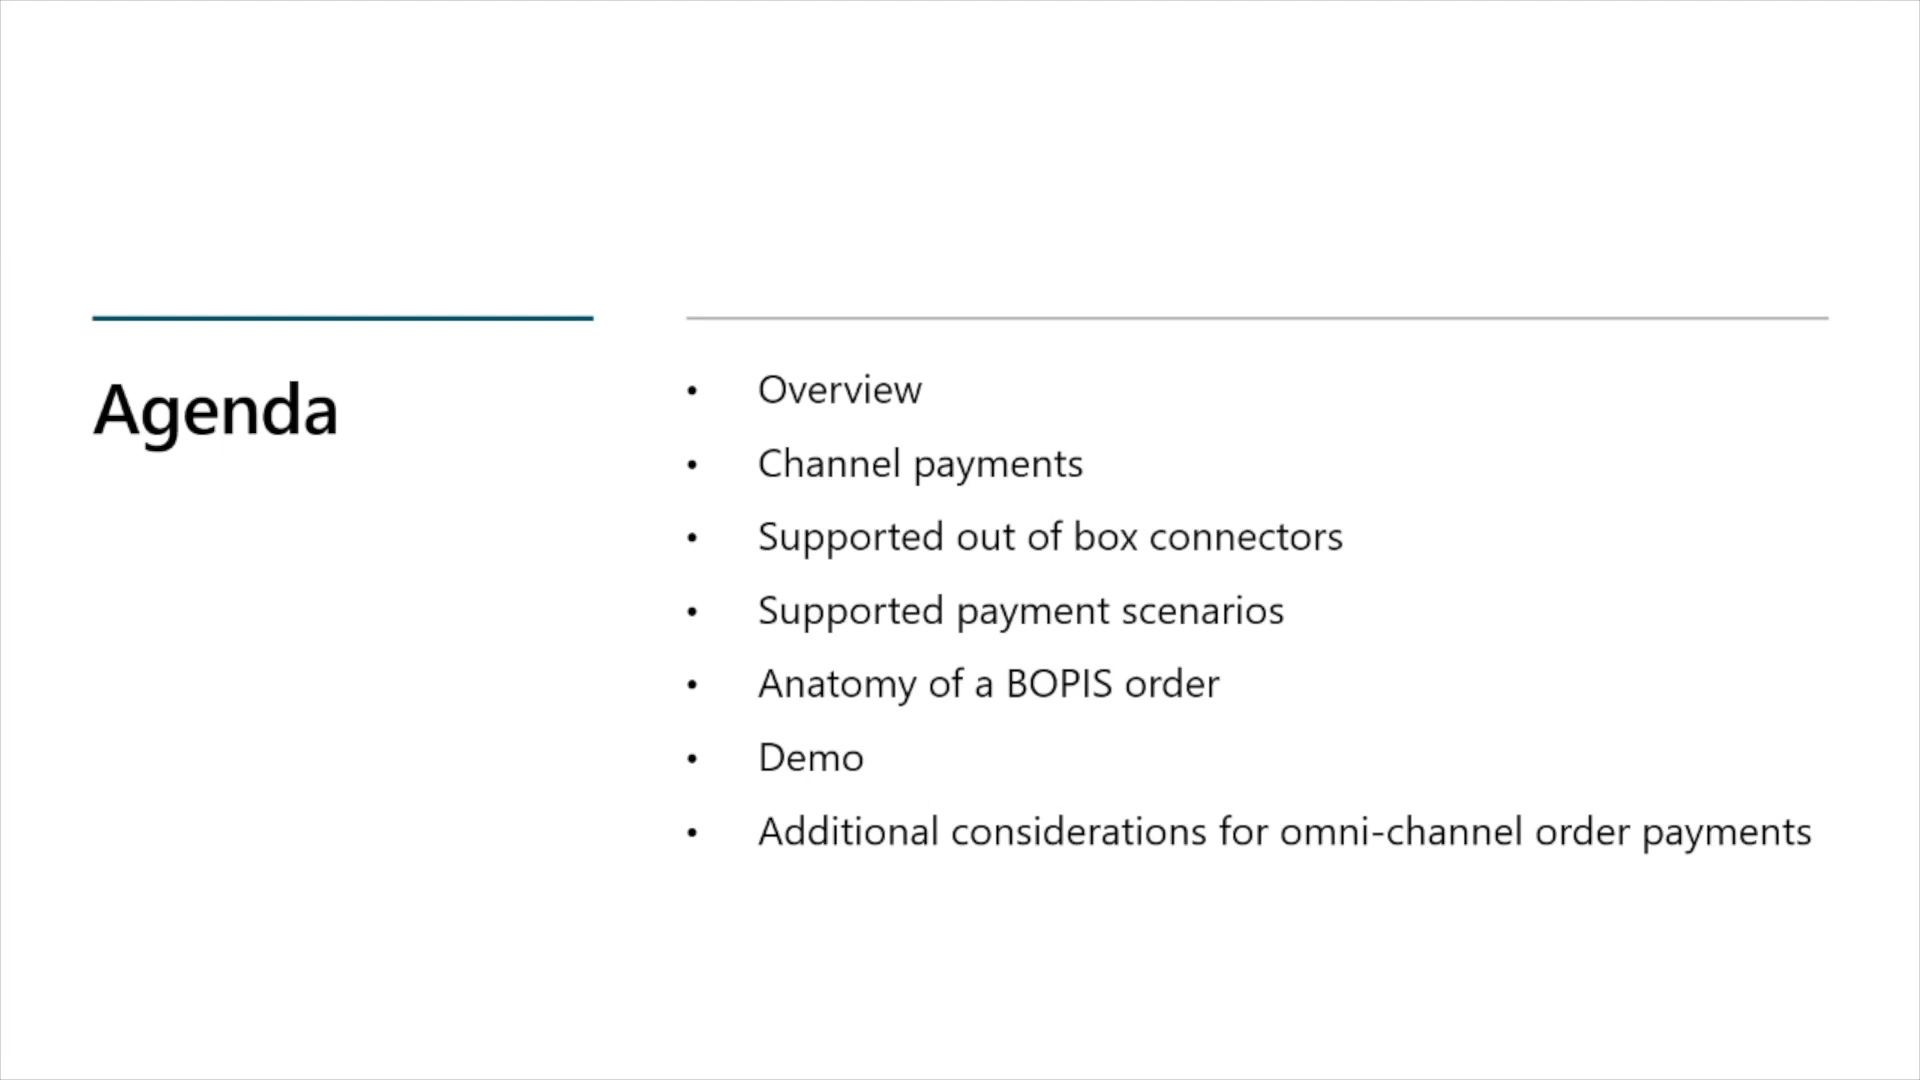 Agenda
• Overview
• Channel payments
• Supported out of box connectors
• Supported payment scenarios
• Anatomy of a BOPIS order
• Demo
• Additional considerations for omni-channel order payments